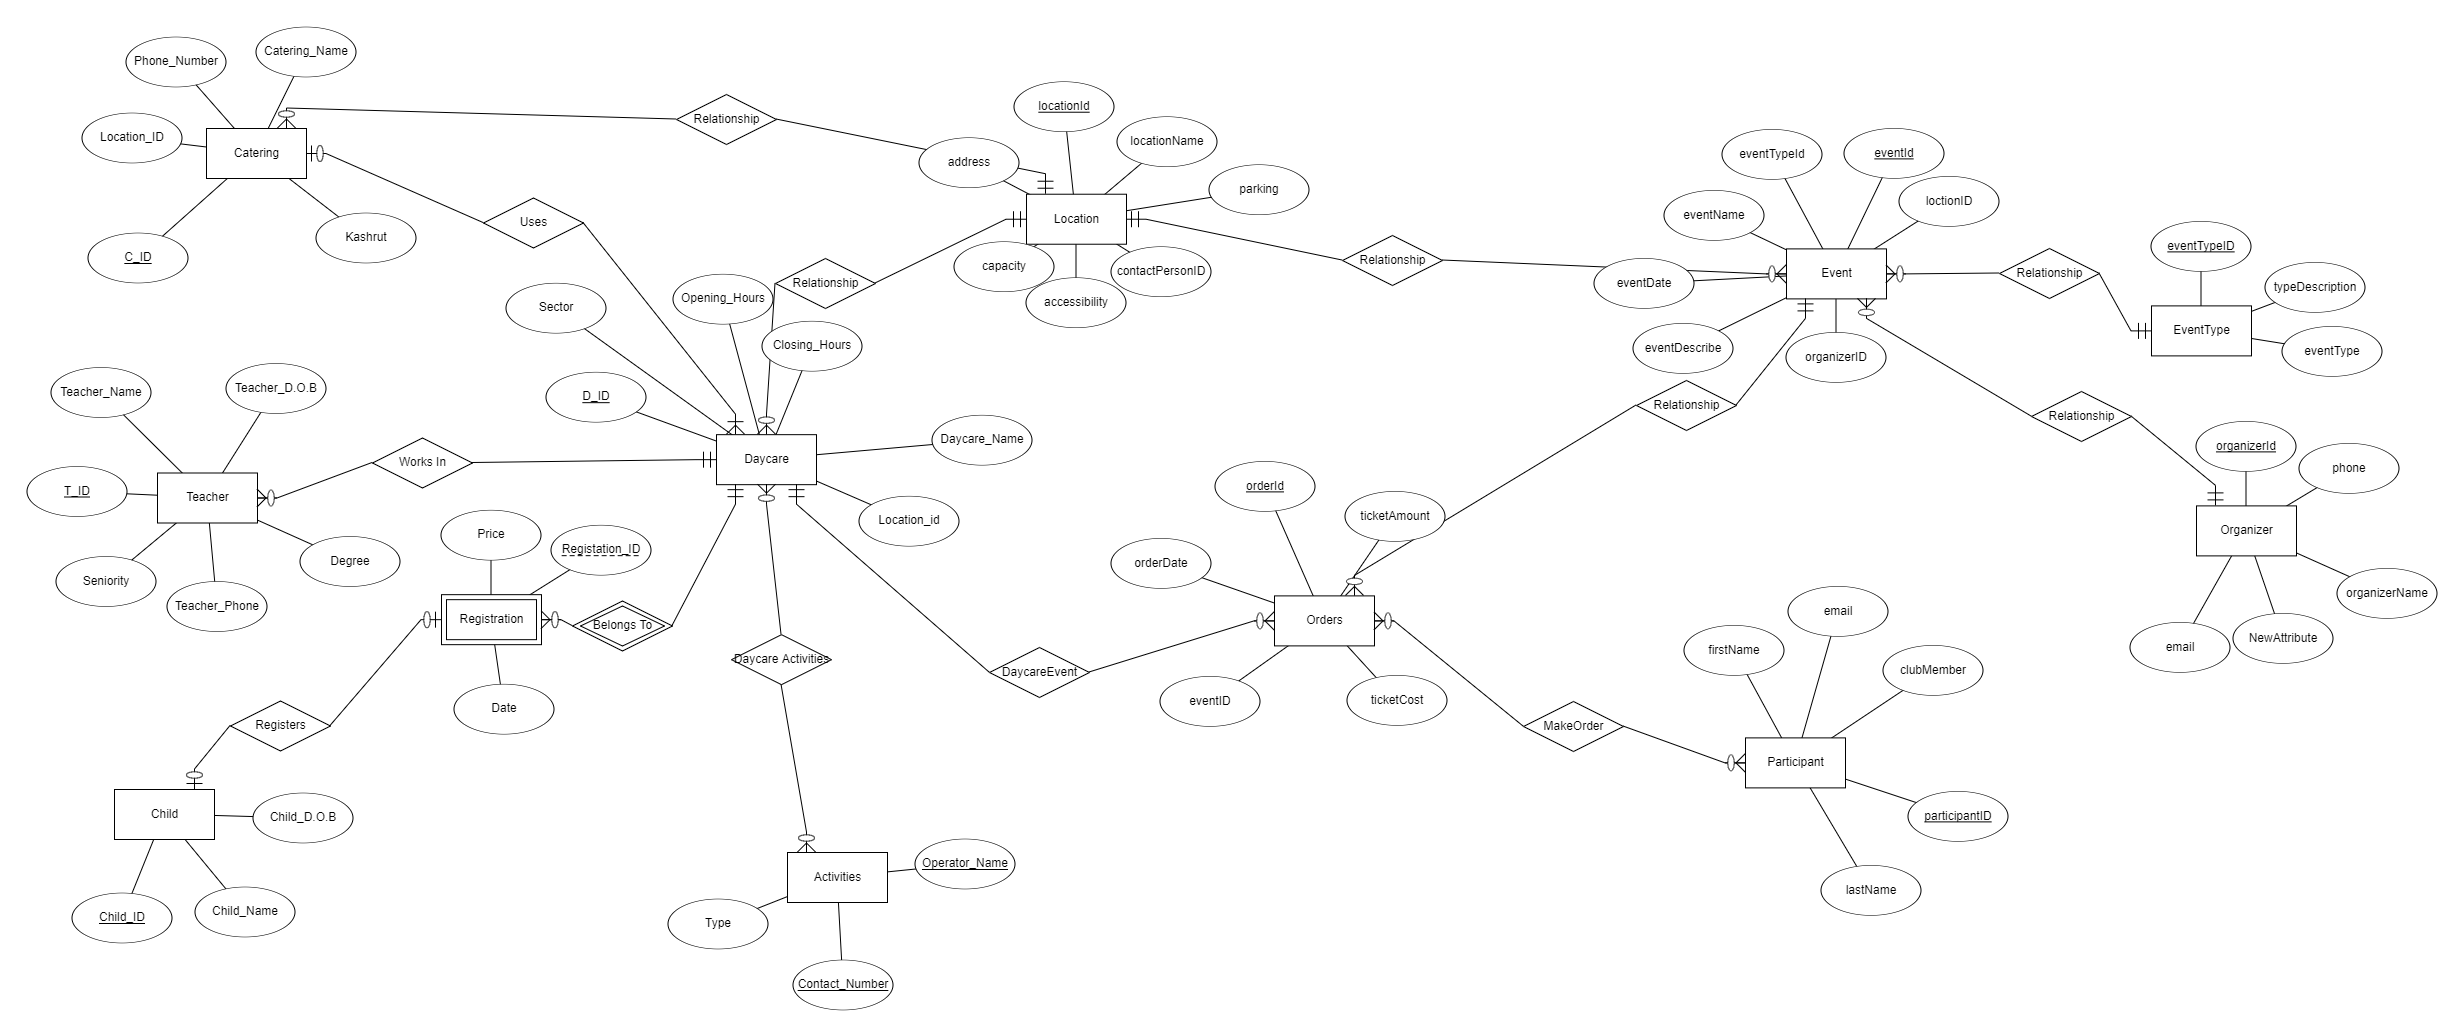 Catering_Name
Phone_Number
Location_ID
Catering
C_ID
Kashrut
Relationship
Uses
locationId
locationName
address
parking
Location
capacity
contactPersonID
accessibility
Relationship
Relationship
eventTypeId
eventId
loctionID
eventName
Event
eventDate
eventDescribe
organizerID
Relationship
eventTypeID
typeDescription
EventType
eventType
Sector
Opening_Hours
Closing_Hours
D_ID
Daycare
Daycare_Name
Location_id
Teacher_Name
Teacher_D.O.B
T_ID
Teacher
Works In
Seniority
Teacher_Phone
Degree
Relationship
Relationship
organizerId
phone
Organizer
organizerName
email
NewAttribute
Price
Registation_ID
Registration
Belongs To
Date
Registers
Daycare Activities
DaycareEvent
orderId
ticketAmount
orderDate
Orders
eventID
ticketCost
MakeOrder
email
firstName
clubMember
Participant
participantID
lastName
Child
Child_D.O.B
Child_ID
Child_Name
Activities
Operator_Name
Type
Contact_Number